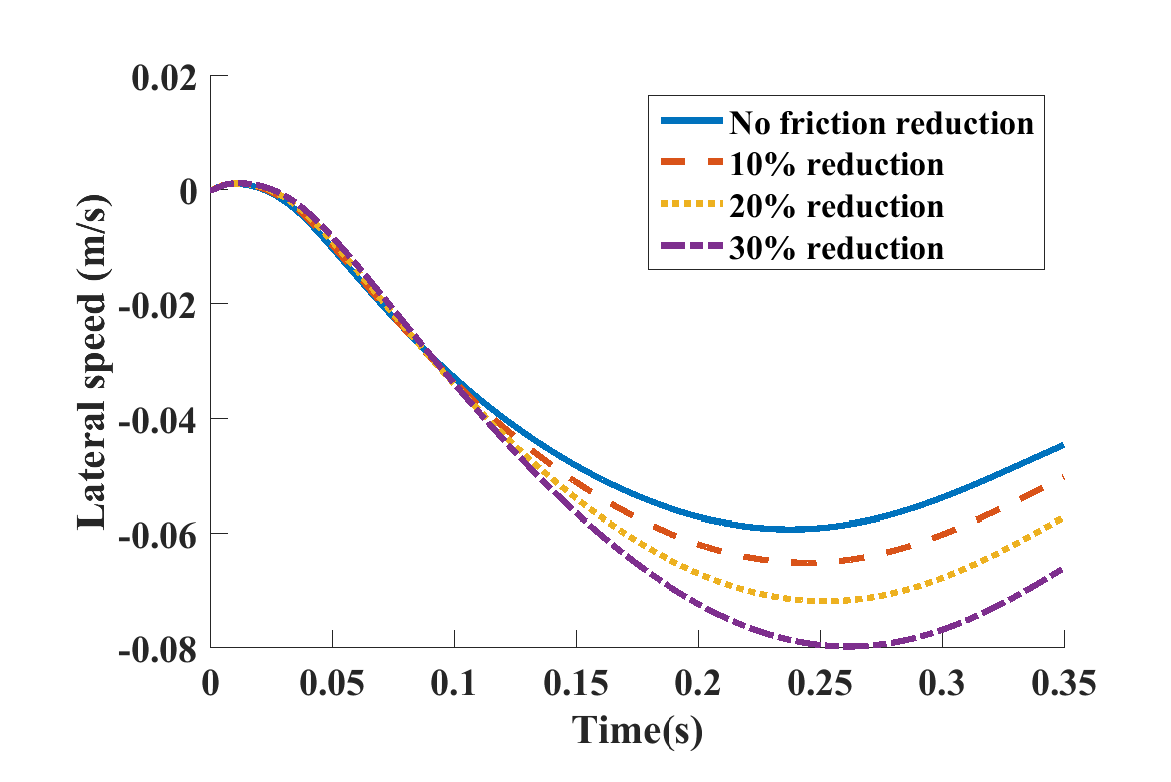 0.02
0
-0.02
-0.04
-0.06
-0.08
Lateral speed (m/s)
No friction reduction
10% reduction
20% reduction
30% reduction
0 0.05 0.1 0.15 0.2 0.25 0.3 0.35
Time(s)